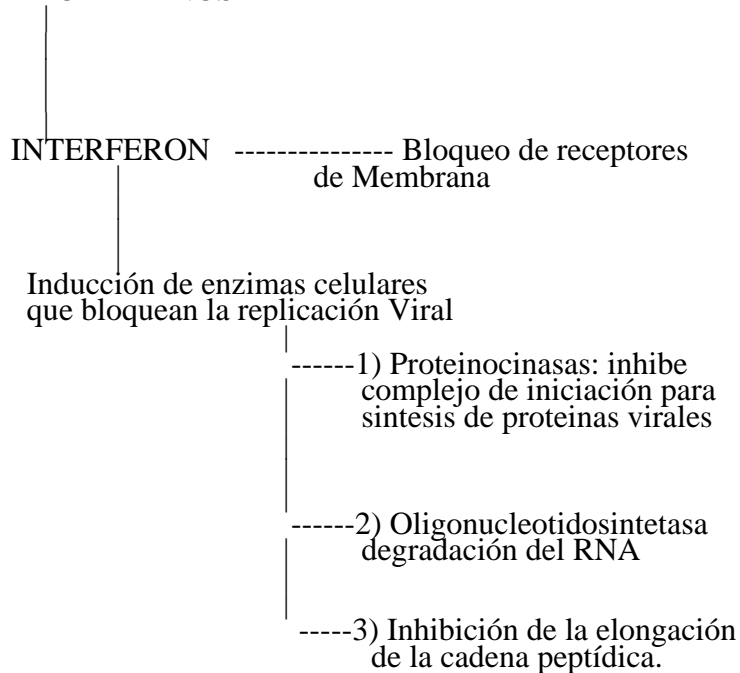 INTERFERON --------------- Bloqueo de receptores
de Membrana
Inducción de enzimas celulares
que bloquean la replicación Viral
------1) Proteinocinasas: inhibe
complejo de iniciación para
sintesis de proteinas virales
------2) Oligonucleotidosintetasa
degradación del RNA
-----3) Inhibición de la elongación
de la cadena peptídica.